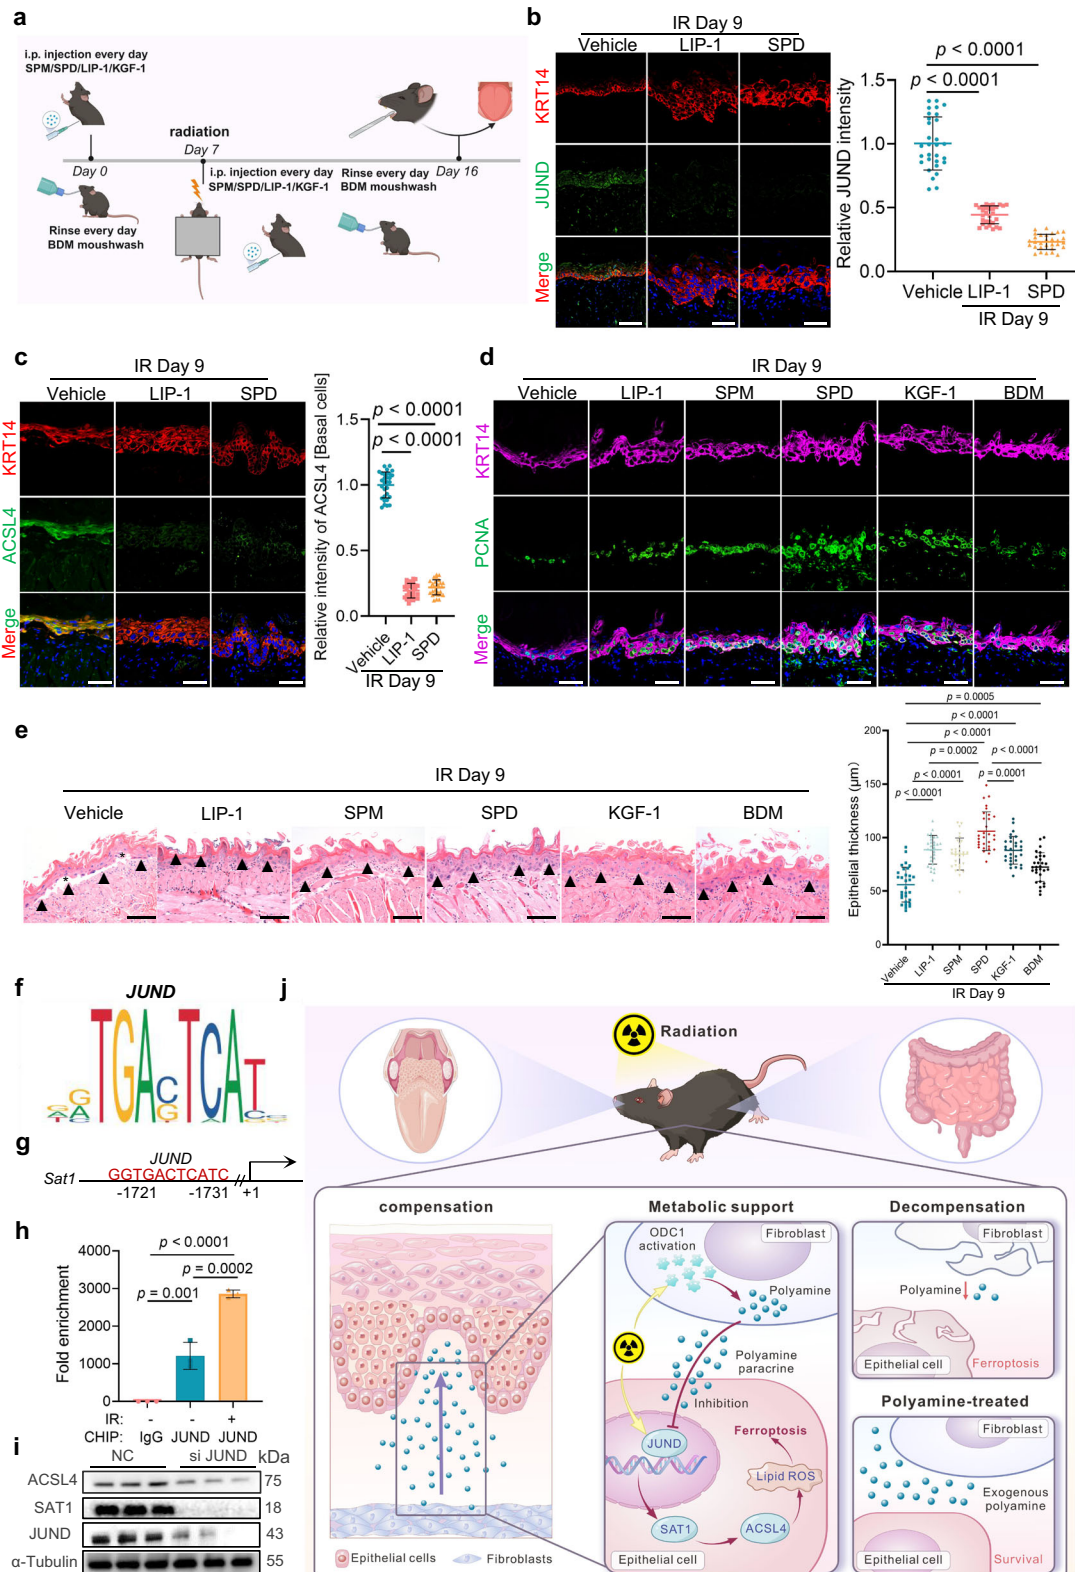 a
i.p. injection every day
SPM/SPD/LIP-1/KGF-1
radiation
Day 7
Day 0
i.p. injection every day
SPM/SPD/LIP-1/KGF-1
Rinse every day
BDM moushwash
Day 16
Rinse every day
BDM moushwash
b
IR Day 9
Vehicle LIP-1 SPD
KRT14
JUND
Merge
p < 0.0001
p < 0.0001
Relative JUND intensity
1.5
1.0
0.5
0.0
Vehicle LIP-1 SPD
IR Day 9
c
IR Day 9
Vehicle LIP-1 SPD
KRT14
ACSL4
Merge
Relative intensity of ACSL4 [Basal cells]
p < 0.0001
p < 0.0001
1.5
1.0
0.5
0.0
Vehicle LIP-1 SPD
IR Day 9
d
IR Day 9
Vehicle LIP-1 SPM SPD KGF-1 BDM
KRT14
PCNA
Merge
e
IR Day 9
Vehicle LIP-1 SPM SPD KGF-1 BDM
*
*
p = 0.0005
p < 0.0001
p < 0.0001
p = 0.0002 p < 0.0001
p < 0.0001 p = 0.0001
p < 0.0001
Epithelial thickness (μm)
200
150
100
50
0
Vehicle LIP-1 SPM SPD KGF-1 BDM
IR Day 9
f
JUND
g
JUND
Sat1 GGTGACTCATC
-1721 -1731 +1
h
Fold enrichment
4000
3000
2000
1000
0
p < 0.0001
p = 0.0002
p = 0.001
IR: - - +
CHIP: IgG JUND JUND
i
NC si JUND kDa
ACSL4 75
SAT1 18
JUND 43
α-Tubulin 55
j
Radiation
compensation
Epithelial cells Fibroblasts
Metabolic support
ODC1
activation
Fibroblast
Polyamine
Polyamine
paracrine
Inhibition
JUND
Ferroptosis
Lipid ROS
SAT1 ACSL4
Epithelial cell
Decompensation
Fibroblast
Polyamine
Epithelial cell Ferroptosis
Polyamine-treated
Fibroblast
Exogenous
polyamine
Epithelial cell Survival